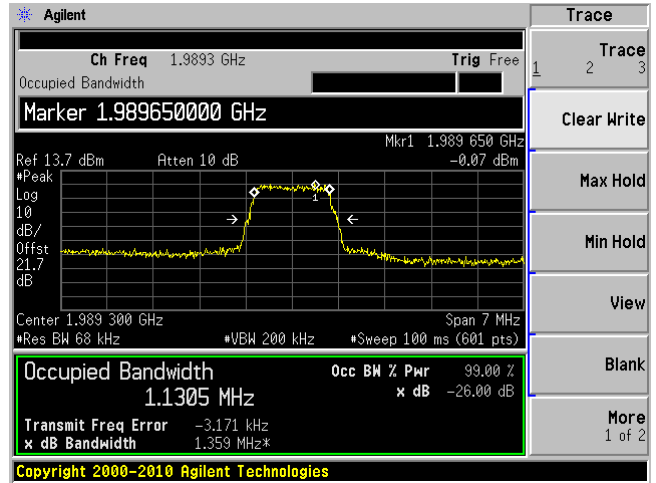 Agilent
Trace
Ch Freq 1.9893 GHz Trig Free
Occupied Bandwidth
Marker 1.989650000 GHz
Mkr1 1.989 650 GHz
Ref 13.7 dBm Atten 10 dB -0.07 dBm
#Peak
Log
10
dB/
Offst
21.7
dB
1
Center 1.989 300 GHz Span 7 MHz
#Res BW 68 kHz #VBW 200 kHz #Sweep 100 ms (601 pts)
Occupied Bandwidth Occ BW % Pwr 99.00 %
1.1305 MHz x dB -26.00 dB
Transmit Freq Error -3.171 kHz
x dB Bandwidth 1.359 MHz*
Copyright 2000-2010 Agilent Technologies
Trace
1 2 3
Clear Write
Max Hold
Min Hold
View
Blank
More
1 of 2